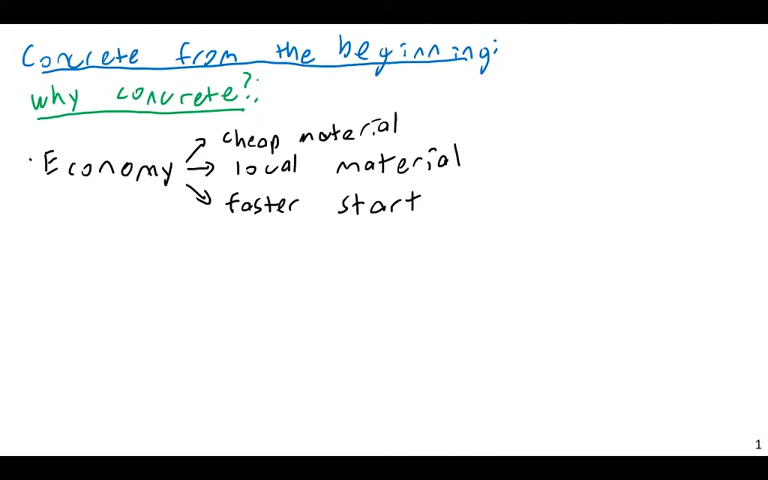 Concrete from the beginning:
why concrete?:
· Economy → cheap material
→ local material
→ faster start
1